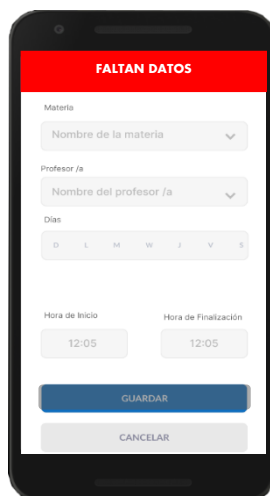 FALTAN DATOS
Materia
Nombre de la materia
Profesor /a
Nombre del profesor /a
Días
D L M W J V S
Hora de Inicio Hora de Finalización
12:05 12:05
GUARDAR
CANCELAR